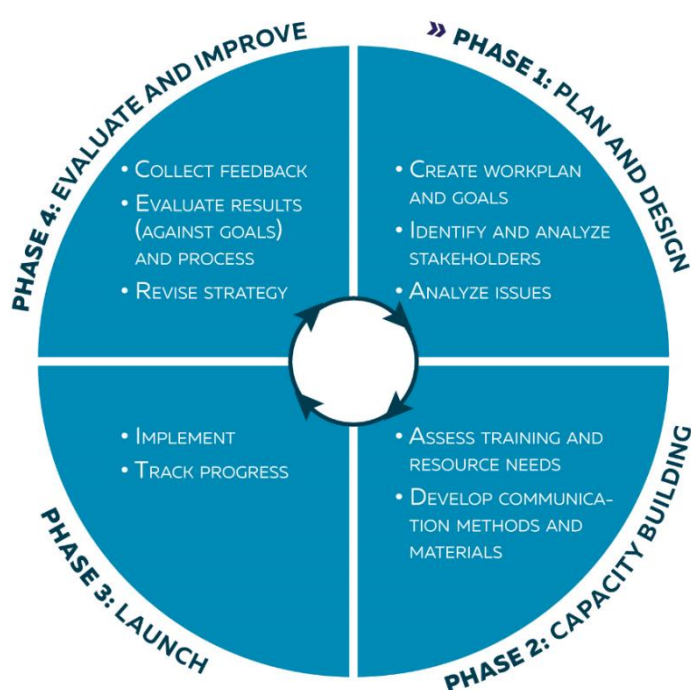 » PHASE 1: PLAN AND DESIGN
• CREATE WORKPLAN
AND GOALS
• IDENTIFY AND ANALYZE
STAKEHOLDERS
• ANALYZE ISSUES
PHASE 2: CAPACITY BUILDING
• ASSESS TRAINING AND
RESOURCE NEEDS
• DEVELOP COMMUNICA-
TION METHODS AND
MATERIALS
PHASE 3: LAUNCH
• IMPLEMENT
• TRACK PROGRESS
PHASE 4: EVALUATE AND IMPROVE
• COLLECT FEEDBACK
• EVALUATE RESULTS
(AGAINST GOALS)
AND PROCESS
• REVISE STRATEGY